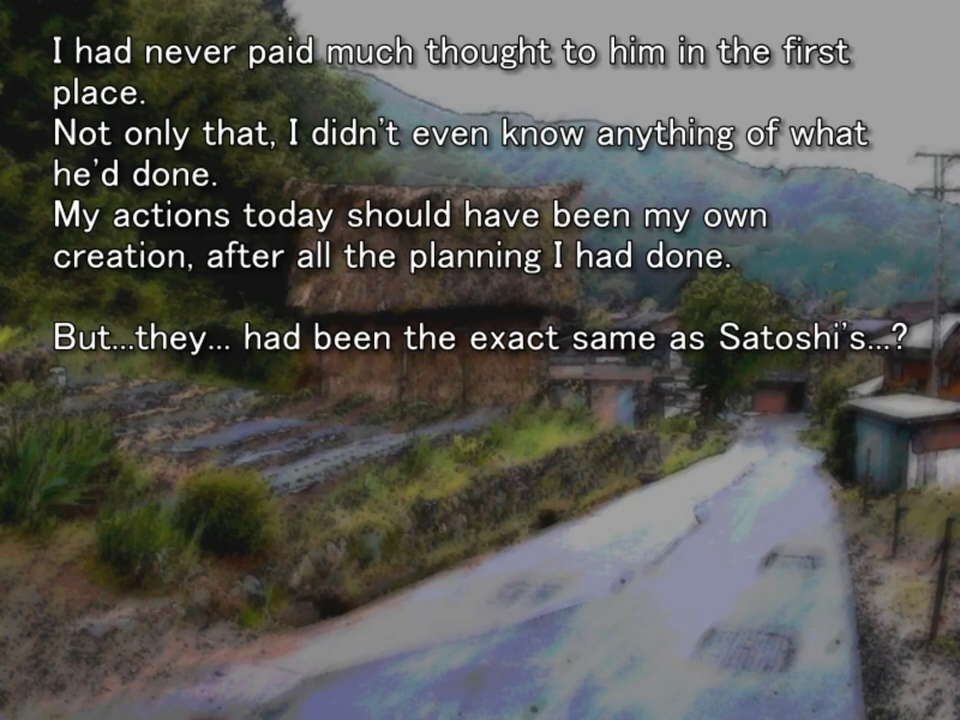 I had never paid much thought to him in the first
place.
Not only that, I didn't even know anything of what
he'd done.
My actions today should have been my own
creation, after all the planning I had done.
But...they... had been the exact same as Satoshi's...?